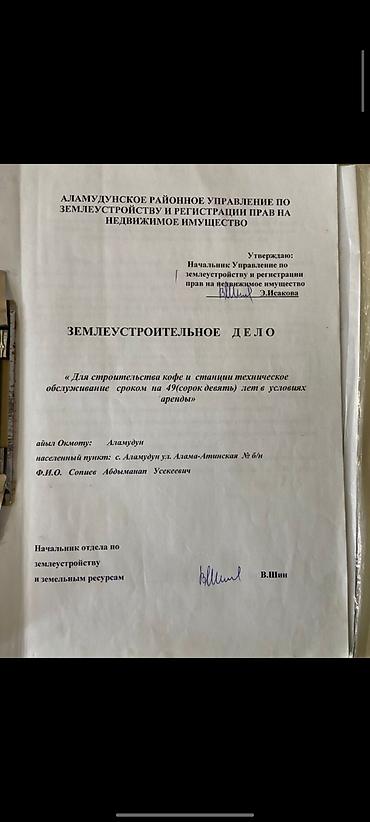 АЛАМУДУНСКОЕ РАЙОННОЕ УПРАВЛЕНИЕ ПО
ЗЕМЛЕУСТРОЙСТВУ И РЕГИСТРАЦИИ ПРАВ НА
НЕДВИЖИМОЕ ИМУЩЕСТВО
Утверждаю:
Начальник Управление по
землеустройству и регистрации
прав на недвижимое имущество
Э.Исакова
ЗЕМЛЕУСТРОИТЕЛЬНОЕ Д Е Л О
« Для строительства кофе и станции техническое
обслуживание сроком на 49(сорок девять) лет в условиях
аренды»
айыл Окмоту: Аламудун
населенный пункт: с. Аламудун ул. Алама-Атинская № б/н
Ф.И.О. Сопиев Абдыманап Усекеевич
Начальник отдела по
землеустройству
и земельным ресурсам В.Шин